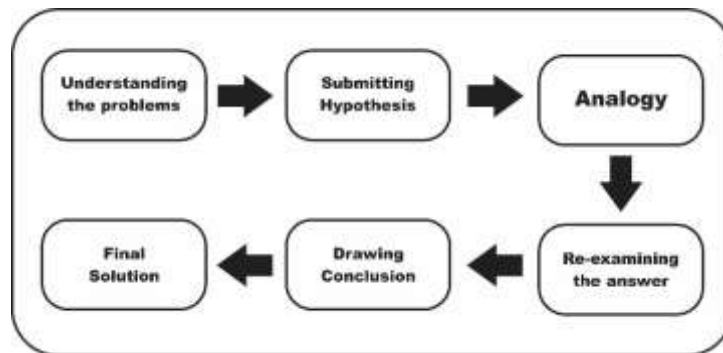 Understanding
the problems
Submitting
Hypothesis
Analogy
Re-examining
the answer
Drawing
Conclusion
Final
Solution